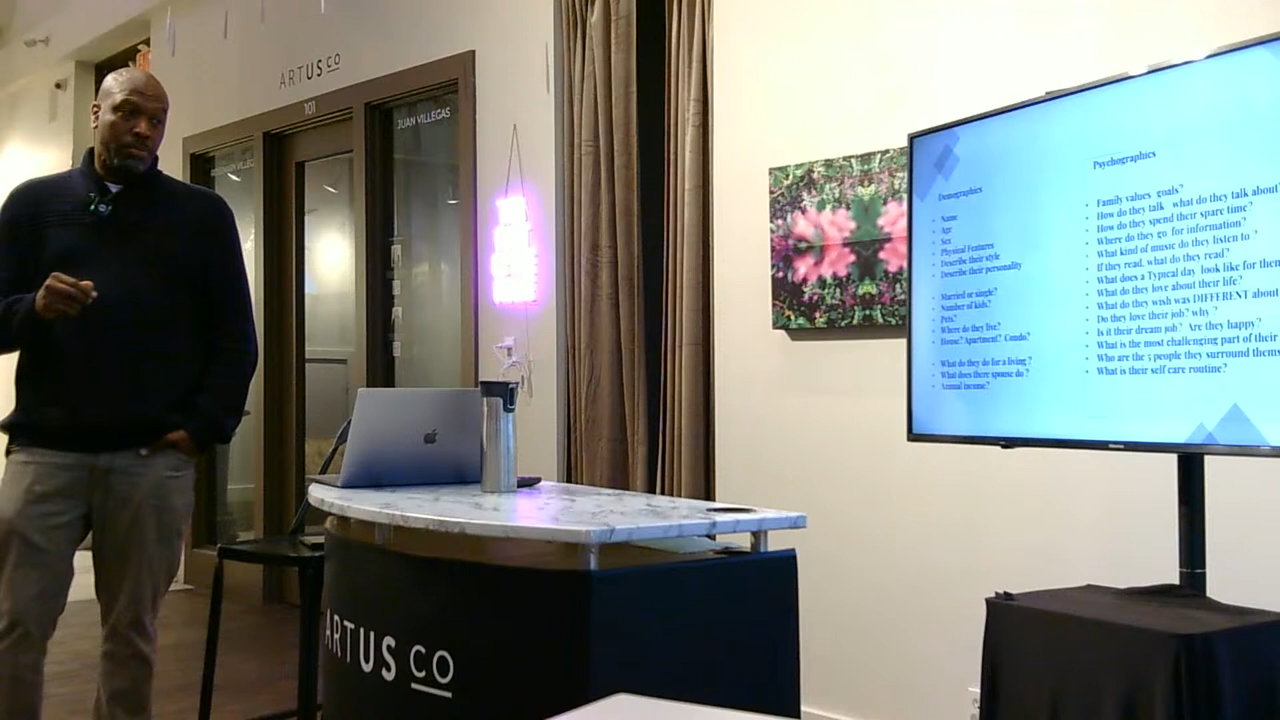 ARTUS CO
101
JUAN VILLEGAS
ARTUS CO
Demographics
Name
Age
Sex
Physical Features
Describe their style
Describe their personality
Married or single?
Number of kids?
Pets?
Where do they live?
House? Apartment? Condo?
What do they do for a living ?
What does there spouse do ?
Annual income?
Psychographics
Family values goals?
How do they talk what do they talk about?
How do they spend their spare time?
Where do they go for information?
What kind of music do they listen to ?
If they read, what do they read?
What does a Typical day look like for them
What do they love about their life?
What do they wish was DIFFERENT about
Do they love their job? why ?
Is it their dream job? Are they happy?
What is the most challenging part of their
Who are the 5 people they surround thems
What is their self care routine?